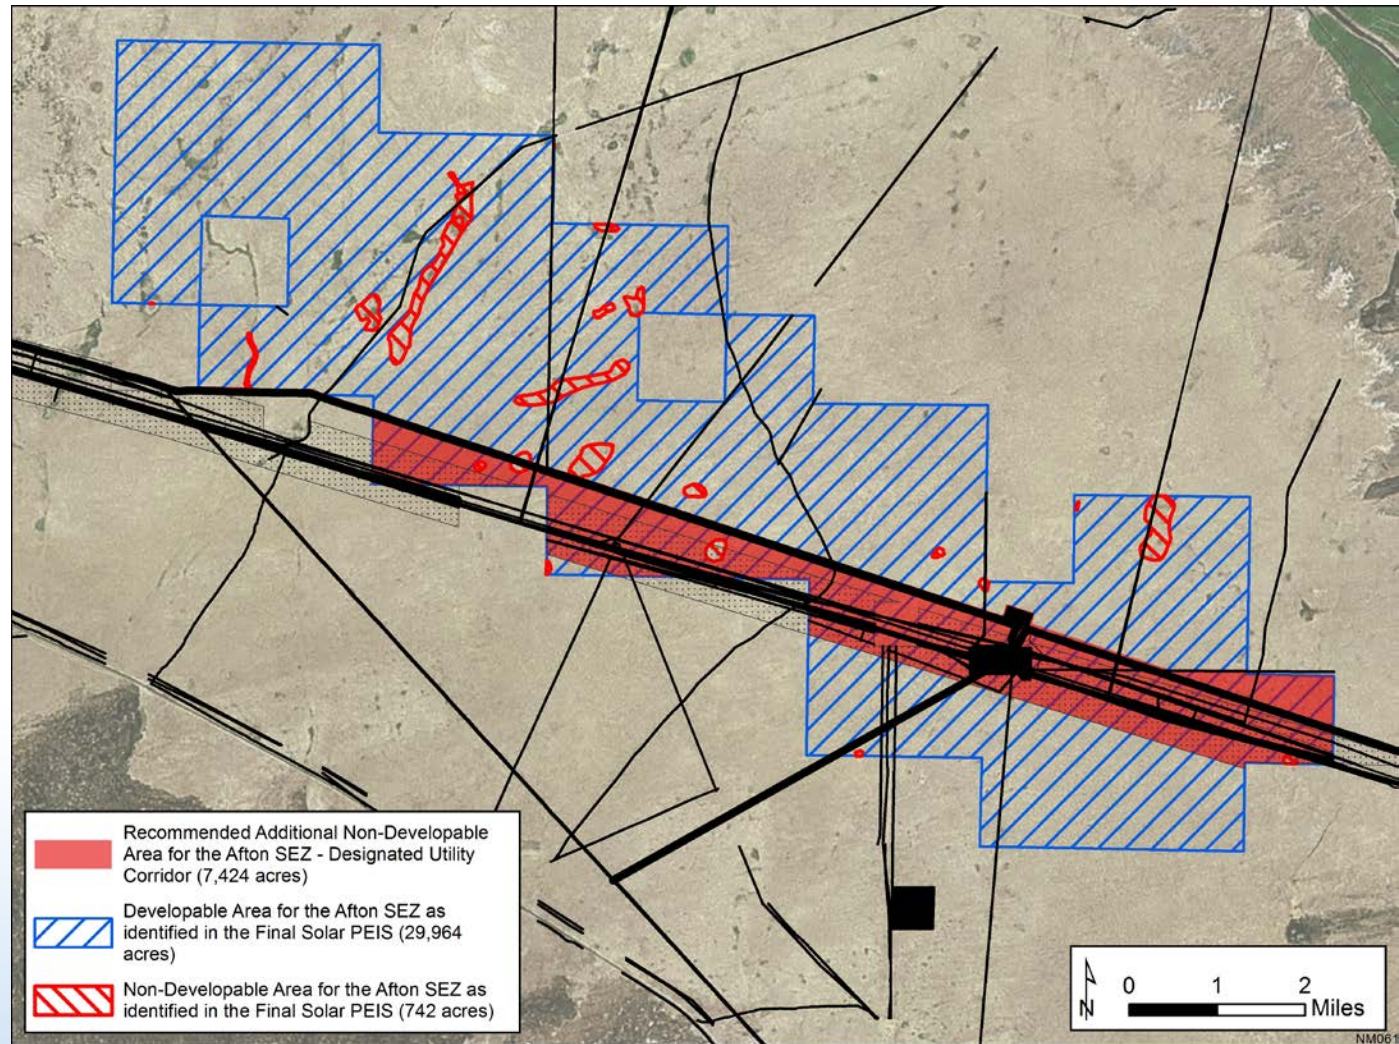 Recommended Additional Non-Developable
Area for the Afton SEZ - Designated Utility
Corridor (7,424 acres)
Developable Area for the Afton SEZ as
identified in the Final Solar PEIS (29,964
acres)
Non-Developable Area for the Afton SEZ as
identified in the Final Solar PEIS (742 acres)
N
0 1 2
Miles